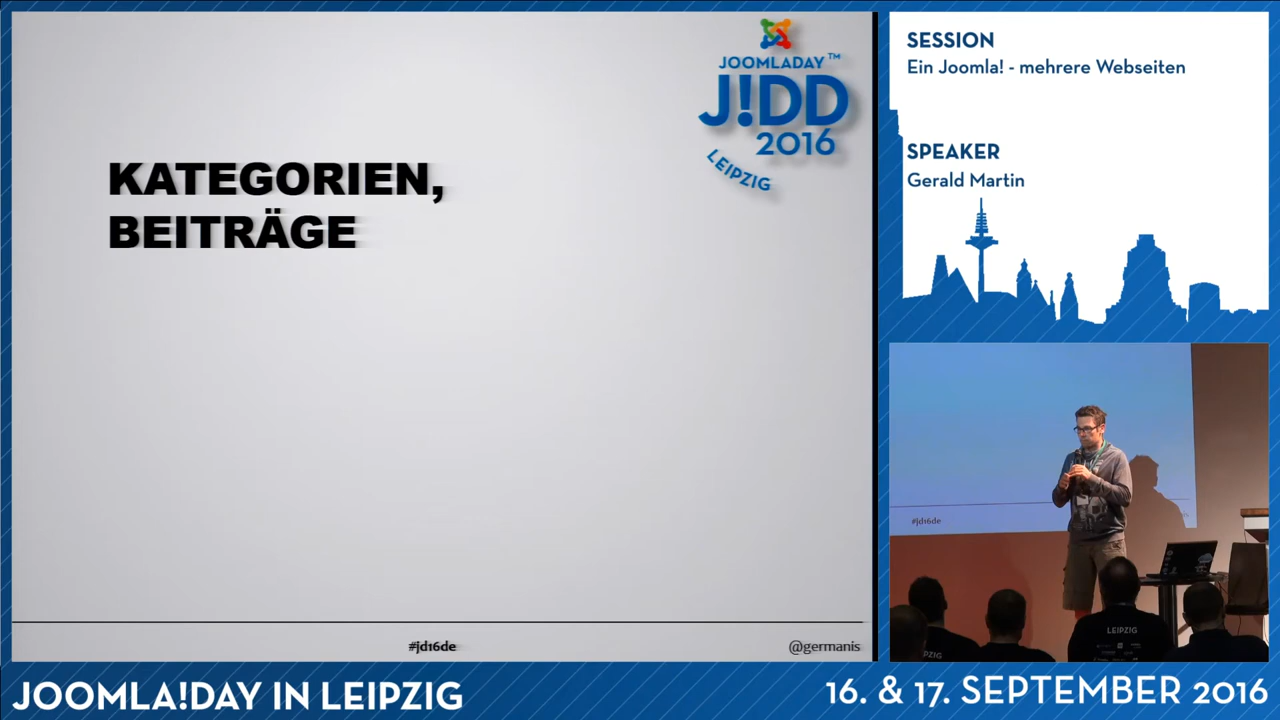 JOOMLADAY™
J!DD
2016
LEIPZIG
KATEGORIEN,
BEITRÄGE
#jd16de
@germanis
SESSION
Ein Joomla! - mehrere Webseiten
SPEAKER
Gerald Martin
#jd16de
LEIPZIG
PZIG
JOOMLA!DAY IN LEIPZIG
16. & 17. SEPTEMBER 2016